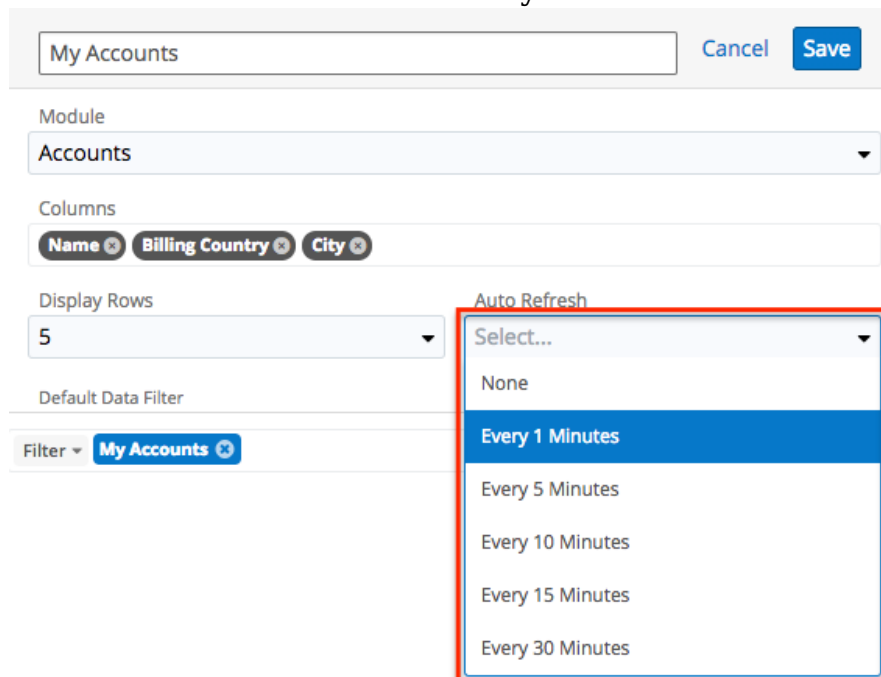 My Accounts
Cancel
Save
Module
Accounts
Columns
Name Billing Country City
Display Rows
Auto Refresh
5
Select...
None
Default Data Filter
Every 1 Minutes
Filter My Accounts
Every 5 Minutes
Every 10 Minutes
Every 15 Minutes
Every 30 Minutes